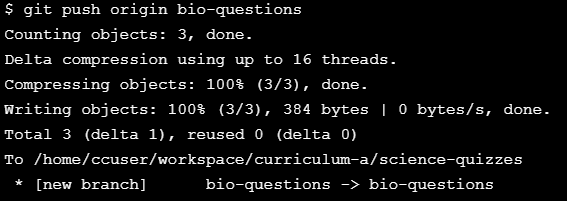 $ git push origin bio-questions
Counting objects: 3, done.
Delta compression using up to 16 threads.
Compressing objects: 100% (3/3), done.
Writing objects: 100% (3/3), 384 bytes | 0 bytes/s, done.
Total 3 (delta 1), reused 0 (delta 0)
To /home/ccuser/workspace/curriculum-a/science-quizzes
* [new branch]      bio-questions -> bio-questions